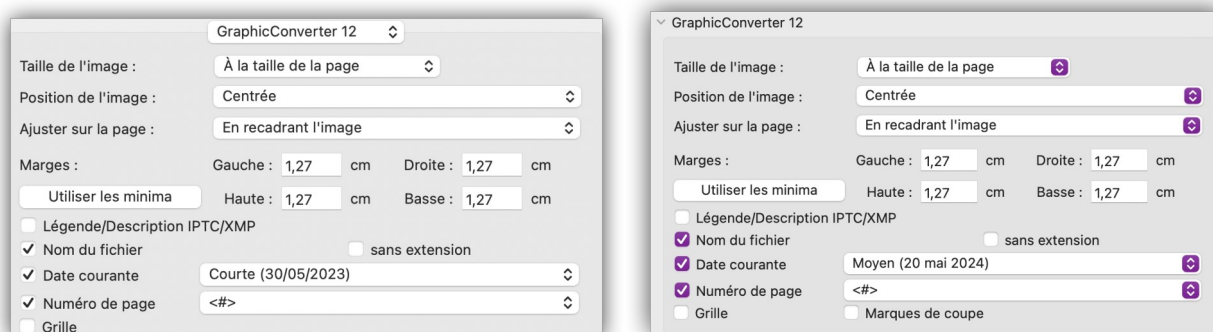 GraphicConverter 12
Taille de l'image : À la taille de la page
Position de l'image : Centrée
Ajuster sur la page : En recadrant l'image
Marges : Gauche : 1,27 cm Droite : 1,27 cm
Utiliser les minima Haute : 1,27 cm Basse : 1,27 cm
Légende/Description IPTC/XMP
Nom du fichier sans extension
Date courante Courte (30/05/2023)
Numéro de page <#>
Grille
GraphicConverter 12
Taille de l'image : À la taille de la page
Position de l'image : Centrée
Ajuster sur la page : En recadrant l'image
Marges : Gauche : 1,27 cm Droite : 1,27 cm
Utiliser les minima Haute : 1,27 cm Basse : 1,27 cm
Légende/Description IPTC/XMP
Nom du fichier sans extension
Date courante Moyen (20 mai 2024)
Numéro de page <#>
Grille Marques de coupe